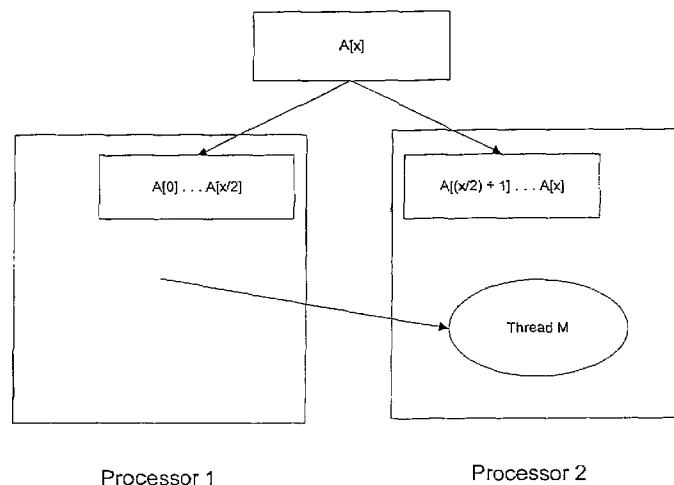 A[x]
A[0] . . . A[x/2]
A[(x/2) + 1] . . . A[x]
Thread M
Processor 1
Processor 2